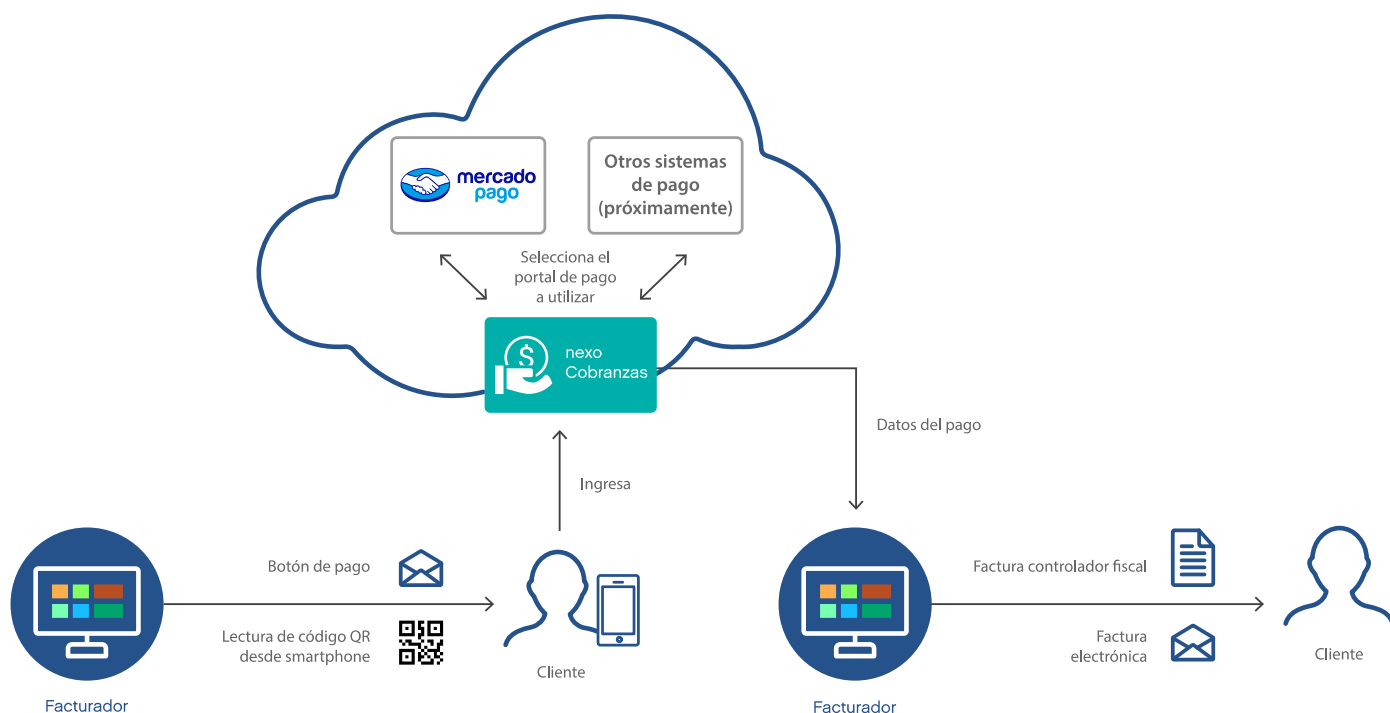 mercado
pago
Otros sistemas
de pago
(próximamente)
Selecciona el
portal de pago
a utilizar
$
nexo
Cobranzas
Datos del pago
Ingresa
Botón de pago
Lectura de código QR
desde smartphone
Cliente
Facturador
Factura controlador fiscal
Factura
electrónica
Cliente
Facturador